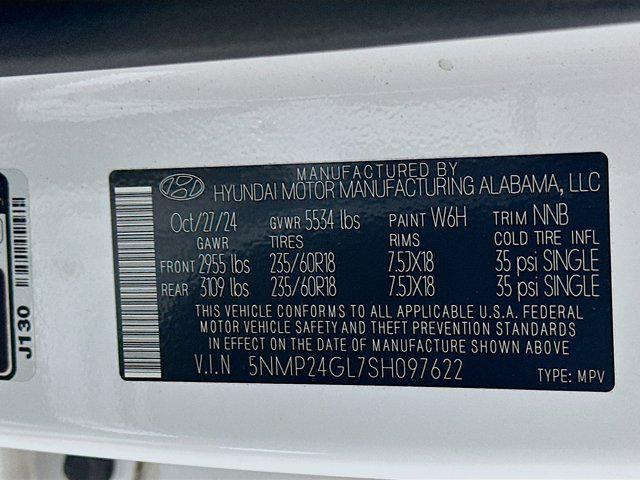 MANUFACTURED BY
HYUNDAI MOTOR MANUFACTURING ALABAMA, LLC
Oct/27/24 GVWR 5534 lbs PAINT W6H TRIM NNB
GAWR TIRES RIMS COLD TIRE INFL
FRONT 2955 lbs 235/60R18 7.5JX18 35 psi SINGLE
REAR 3109 lbs 235/60R18 7.5JX18 35 psi SINGLE
THIS VEHICLE CONFORMS TO ALL APPLICABLE U.S.A. FEDERAL
MOTOR VEHICLE SAFETY AND THEFT PREVENTION STANDARDS
IN EFFECT ON THE DATE OF MANUFACTURE SHOWN ABOVE
V.I.N 5NMP24GL7SH097622 TYPE: MPV
J130